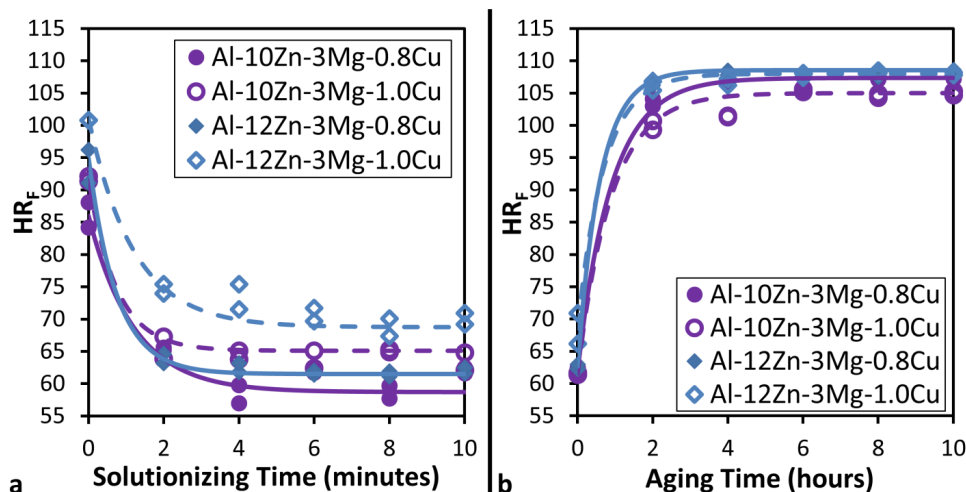 115
110
105
100
95
90
85
80
75
70
65
60
55
HR_F
Al-10Zn-3Mg-0.8Cu
Al-10Zn-3Mg-1.0Cu
Al-12Zn-3Mg-0.8Cu
Al-12Zn-3Mg-1.0Cu
0 2 4 6 8 10
a Solutionizing Time (minutes)
115
110
105
100
95
90
85
80
75
70
65
60
55
HR_F
Al-10Zn-3Mg-0.8Cu
Al-10Zn-3Mg-1.0Cu
Al-12Zn-3Mg-0.8Cu
Al-12Zn-3Mg-1.0Cu
0 2 4 6 8 10
b Aging Time (hours)